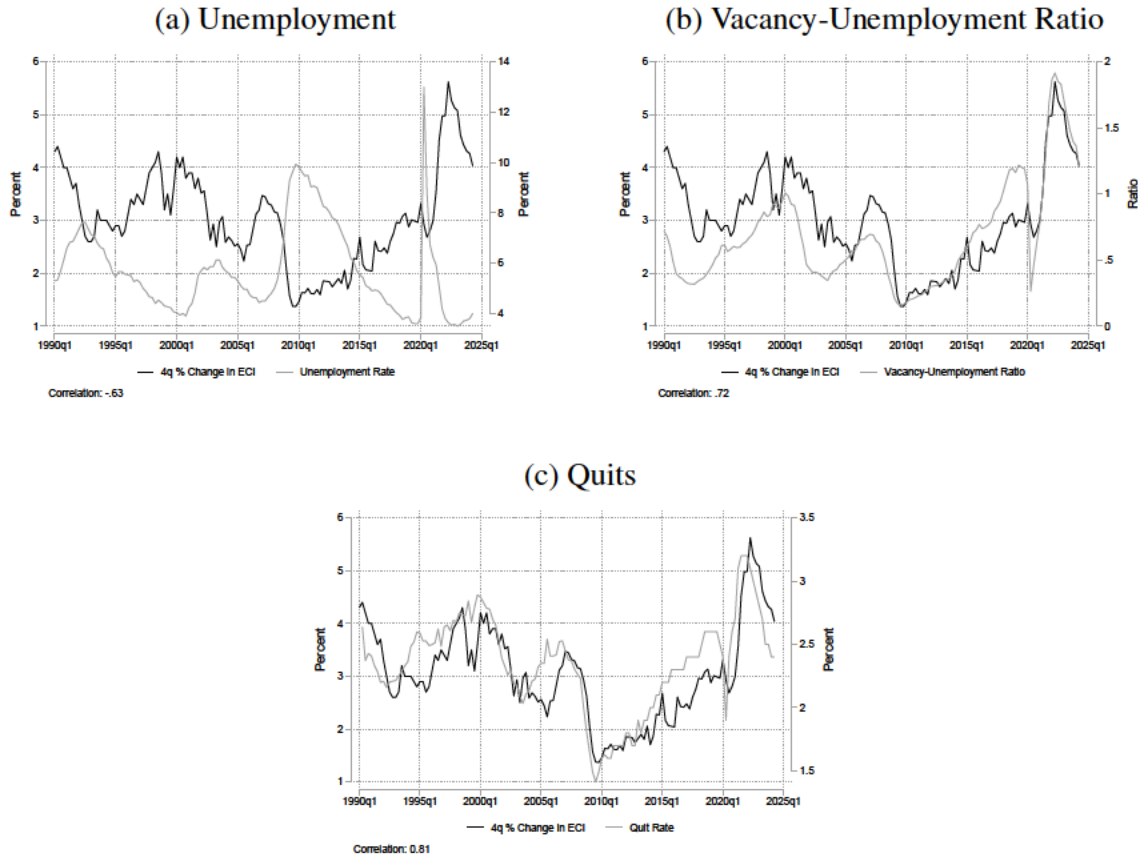 (a) Unemployment
6
5
4
3
2
1
Percent
14
12
10
8
6
4
Percent
1990q1 1995q1 2000q1 2005q1 2010q1 2015q1 2020q1 2025q1
4q % Change in ECI Unemployment Rate
Correlation: -.63
(b) Vacancy-Unemployment Ratio
6
5
4
3
2
1
Percent
2
1.5
1
.5
0
Ratio
1990q1 1995q1 2000q1 2005q1 2010q1 2015q1 2020q1 2025q1
4q % Change in ECI Vacancy-Unemployment Ratio
Correlation: .72
(c) Quits
6
5
4
3
2
1
Percent
3.5
3
2.5
2
1.5
Percent
1990q1 1995q1 2000q1 2005q1 2010q1 2015q1 2020q1 2025q1
4q % Change in ECI Quit Rate
Correlation: 0.81